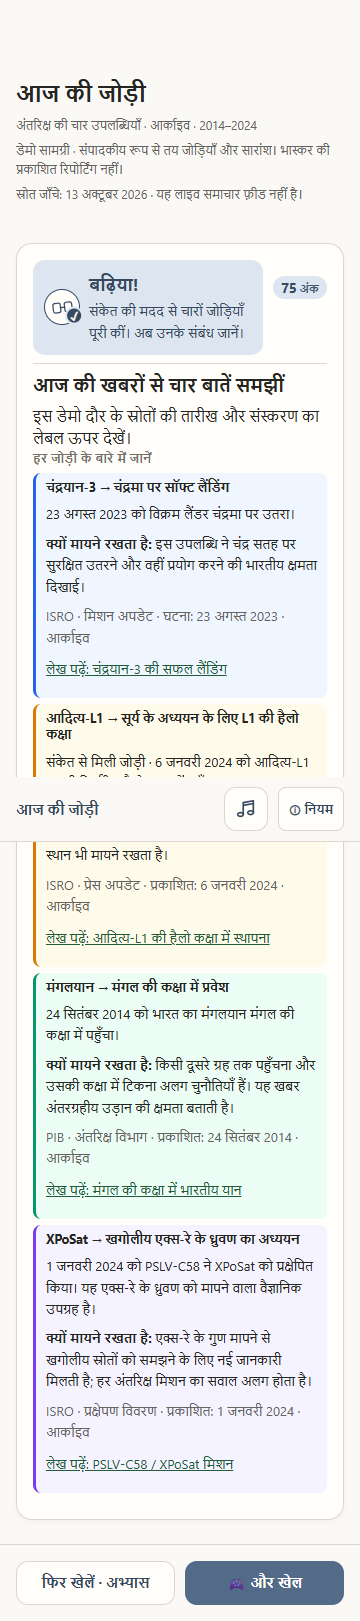 आज की जोड़ी
अंतरिक्ष की चार उपलब्धियाँ · आर्काइव · 2014–2024
डेमो सामग्री · संपादकीय रूप से तय जोड़ियाँ और सारांश। भास्कर की
प्रकाशित रिपोर्टिंग नहीं।
स्रोत जाँचे: 13 अक्टूबर 2026 · यह लाइव समाचार फ़ीड नहीं है।
बढ़िया!
संकेत की मदद से चारों जोड़ियाँ
पूरी कीं। अब उनके संबंध जानें।
75 अंक
आज की खबरों से चार बातें समझीं
इस डेमो दौर के स्रोतों की तारीख और संस्करण का
लेबल ऊपर देखें।
हर जोड़ी के बारे में जानें
चंद्रयान-3 → चंद्रमा पर सॉफ्ट लैंडिंग
23 अगस्त 2023 को विक्रम लैंडर चंद्रमा पर उतरा।
क्यों मायने रखता है: इस उपलब्धि ने चंद्र सतह पर
सुरक्षित उतरने और वहीं प्रयोग करने की भारतीय क्षमता
दिखाई।
ISRO · मिशन अपडेट · घटना: 23 अगस्त 2023 ·
आर्काइव
लेख पढ़ें: चंद्रयान-3 की सफल लैंडिंग
आदित्य-L1 → सूर्य के अध्ययन के लिए L1 की हैलो
कक्षा
संकेत से मिली जोड़ी · 6 जनवरी 2024 को आदित्य-L1
आज की जोड़ी
नियम
स्थान भी मायने रखता है।
ISRO · प्रेस अपडेट · प्रकाशित: 6 जनवरी 2024 ·
आर्काइव
लेख पढ़ें: आदित्य-L1 की हैलो कक्षा में स्थापना
मंगलयान → मंगल की कक्षा में प्रवेश
24 सितंबर 2014 को भारत का मंगलयान मंगल की
कक्षा में पहुँचा।
क्यों मायने रखता है: किसी दूसरे ग्रह तक पहुँचना और
उसकी कक्षा में टिकना अलग चुनौतियाँ हैं। यह खबर
अंतरग्रहीय उड़ान की क्षमता बताती है।
PIB · अंतरिक्ष विभाग · प्रकाशित: 24 सितंबर 2014 ·
आर्काइव
लेख पढ़ें: मंगल की कक्षा में भारतीय यान
XPoSat → खगोलीय एक्स-रे के ध्रुवण का अध्ययन
1 जनवरी 2024 को PSLV-C58 ने XPoSat को प्रक्षेपित
किया। यह एक्स-रे के ध्रुवण को मापने वाला वैज्ञानिक
उपग्रह है।
क्यों मायने रखता है: एक्स-रे के गुण मापने से
खगोलीय स्रोतों को समझने के लिए नई जानकारी
मिलती है; हर अंतरिक्ष मिशन का सवाल अलग होता है।
ISRO · प्रक्षेपण विवरण · प्रकाशित: 1 जनवरी 2024 ·
आर्काइव
लेख पढ़ें: PSLV-C58 / XPoSat मिशन
फिर खेलें · अभ्यास
और खेल